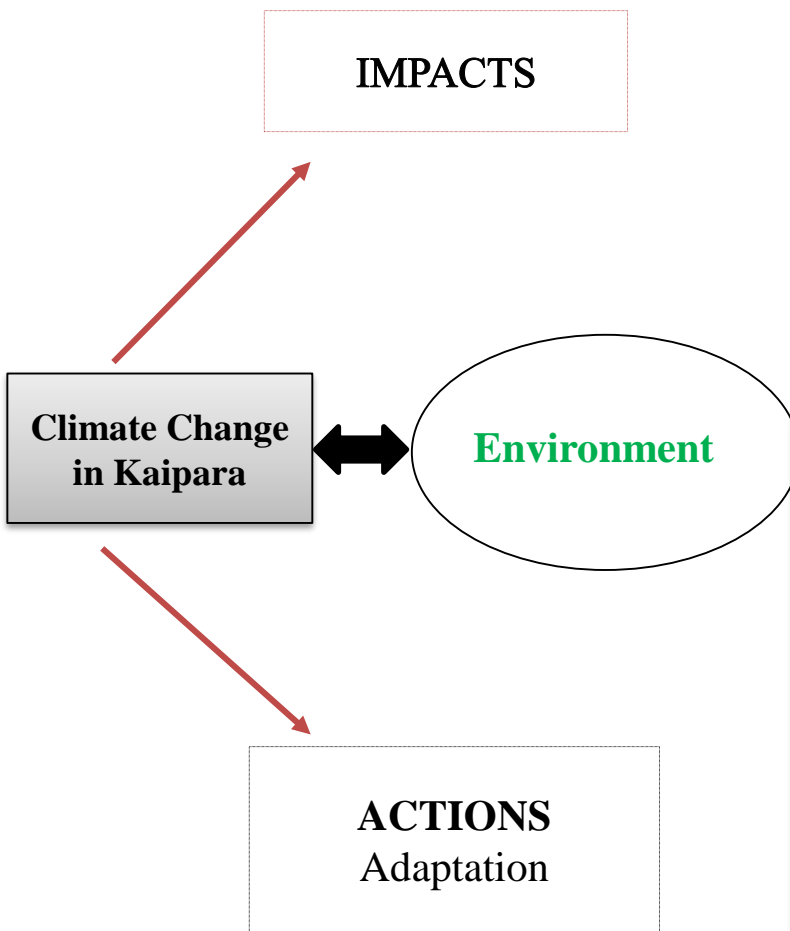 IMPACTS
Climate Change
in Kaipara
Environment
ACTIONS
Adaptation